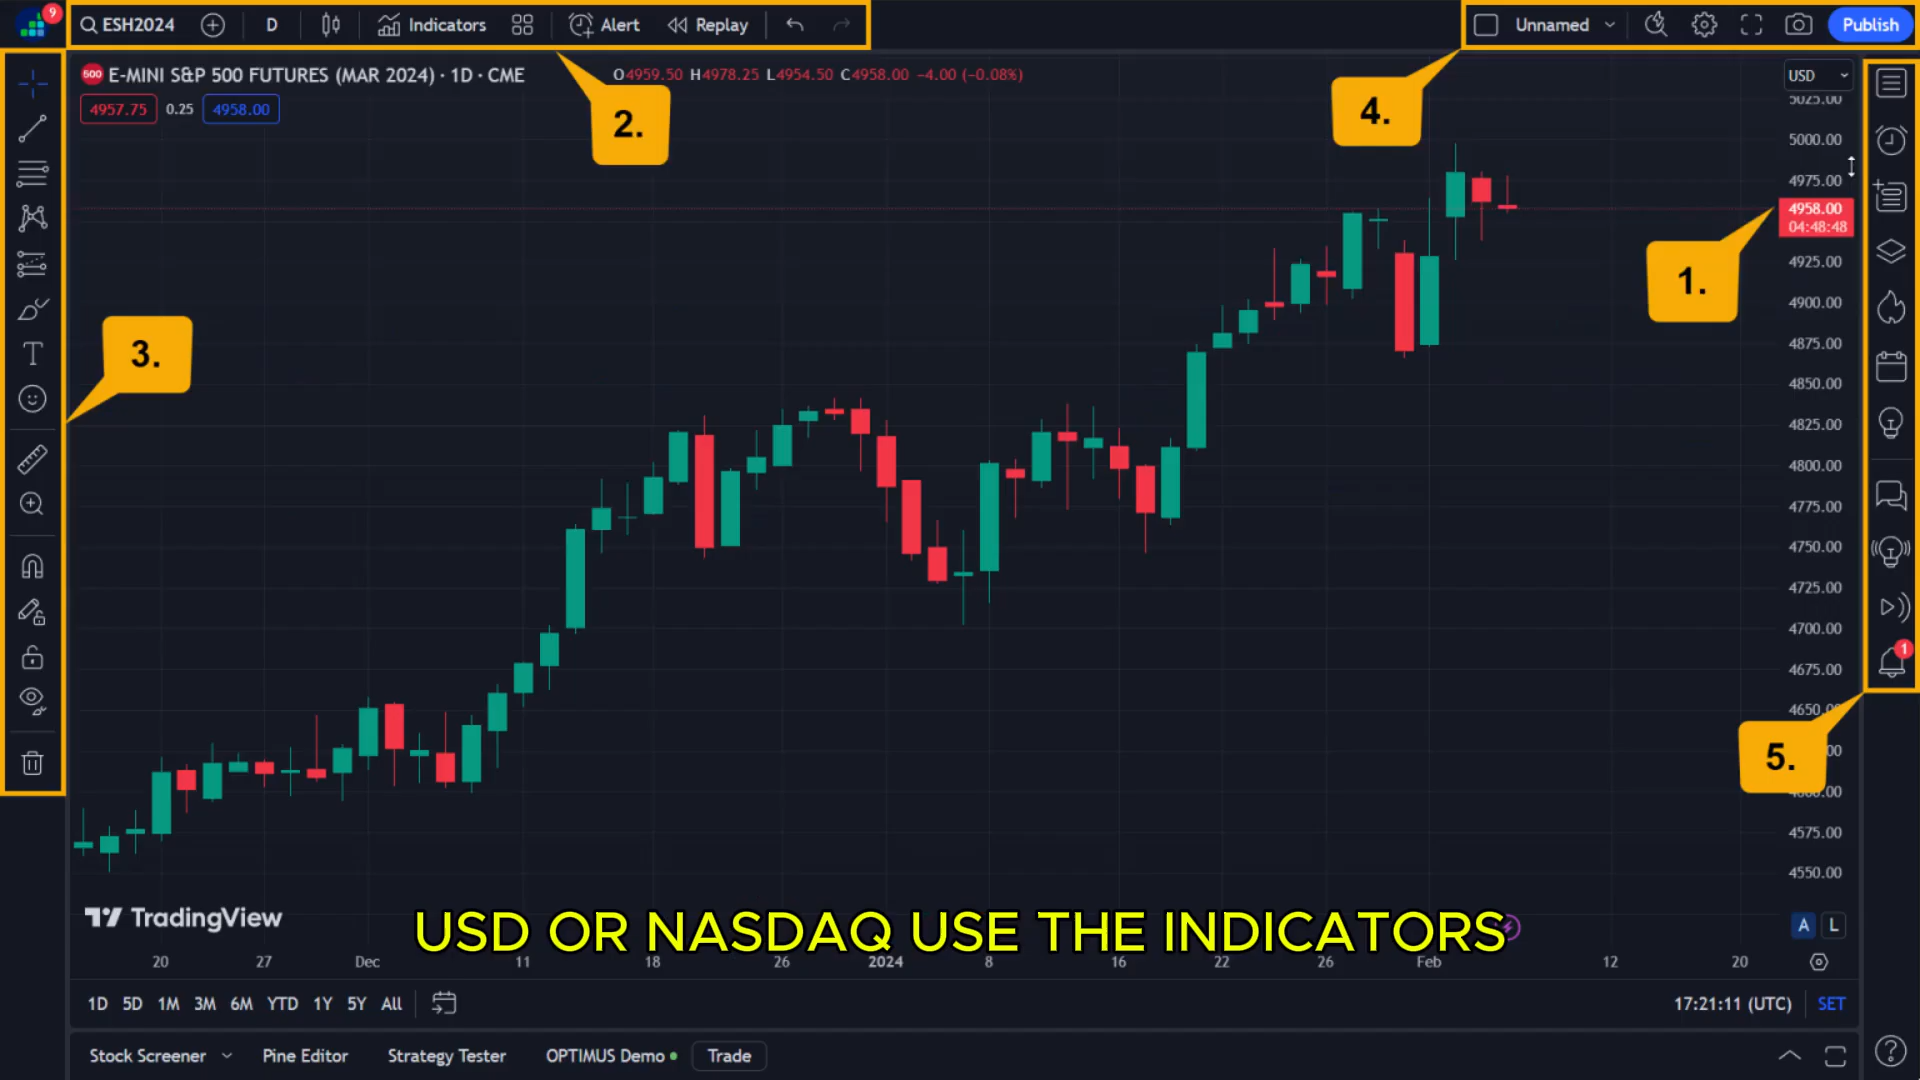 9
ESH2024
D
Indicators
Alert
Replay
Unnamed
Publish
500 E-MINI S&P 500 FUTURES (MAR 2024) · 1D · CME
O4959.50 H4978.25 L4954.50 C4958.00 −4.00 (−0.08%)
USD
4957.75 0.25 4958.00
2.
4.
1.
3.
5.
5025.00
5000.00
4975.00
4958.00
04:48:48
4925.00
4900.00
4875.00
4850.00
4825.00
4800.00
4775.00
4750.00
4725.00
4700.00
4675.00
4650.00
4575.00
4550.00
1
TradingView
USD OR NASDAQ USE THE INDICATORS
A L
20 27 Dec 11 18 26 2024 8 16 22 26 Feb 12 20
1D 5D 1M 3M 6M YTD 1Y 5Y All
17:21:11 (UTC) SET
Stock Screener Pine Editor Strategy Tester OPTIMUS Demo Trade